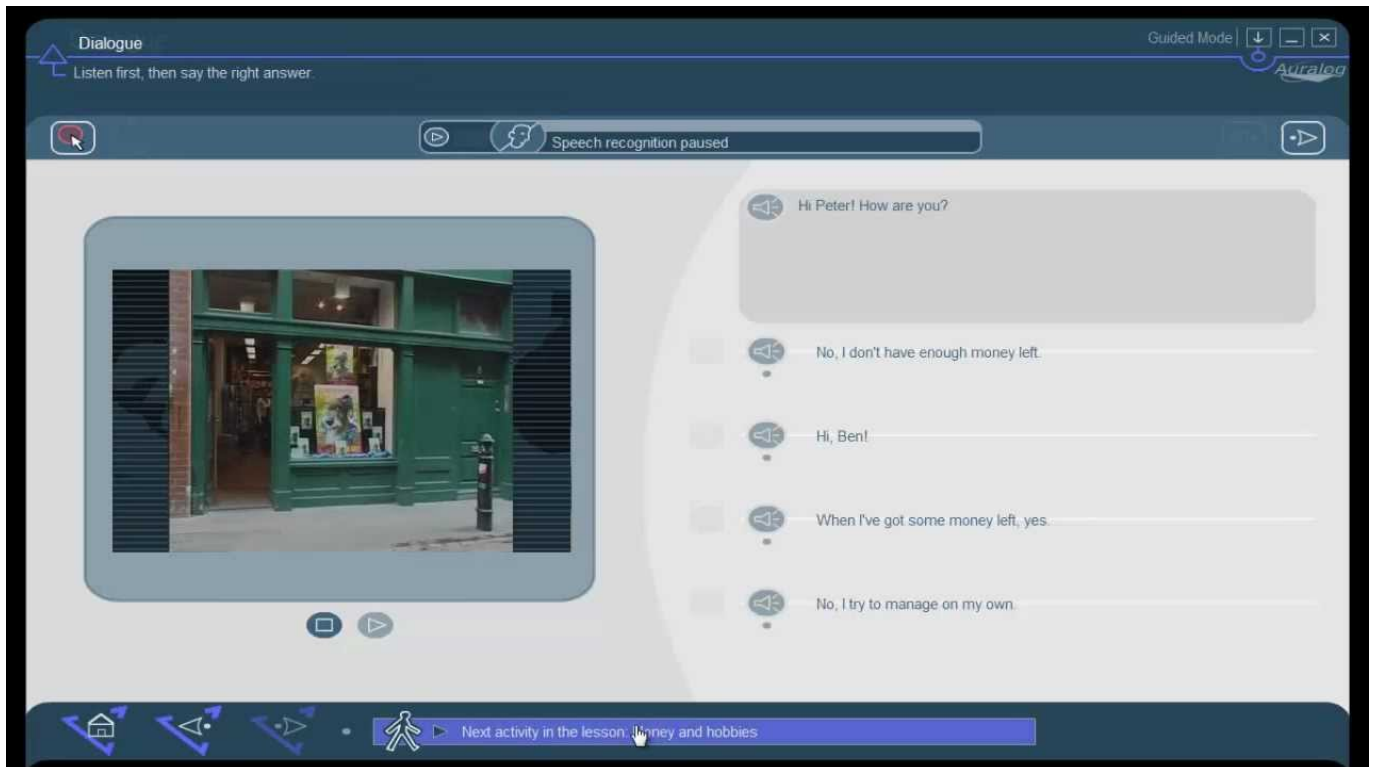 Dialogue
Guided Mode
Listen first, then say the right answer.
Auralog
Speech recognition paused
Hi Peter! How are you?
No, I don't have enough money left.
Hi, Ben!
When I've got some money left, yes.
No, I try to manage on my own.
Next activity in the lesson: Money and hobbies